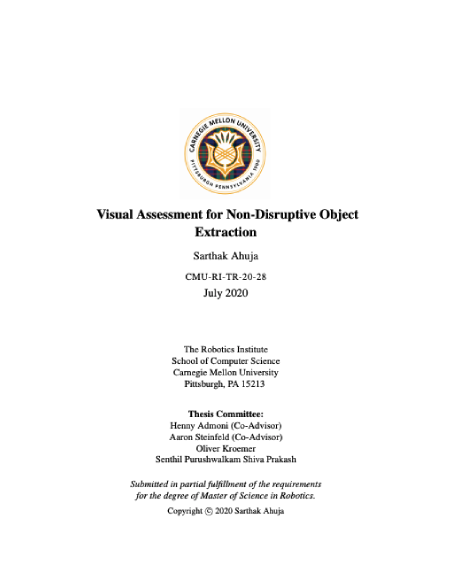 CARNEGIE MELLON UNIVERSITY
PITTSBURGH PENNSYLVANIA 1900
Visual Assessment for Non-Disruptive Object
Extraction
Sarthak Ahuja
CMU-RI-TR-20-28
July 2020
The Robotics Institute
School of Computer Science
Carnegie Mellon University
Pittsburgh, PA 15213
Thesis Committee:
Henny Admoni (Co-Advisor)
Aaron Steinfeld (Co-Advisor)
Oliver Kroemer
Senthil Purushwalkam Shiva Prakash
Submitted in partial fulfillment of the requirements
for the degree of Master of Science in Robotics.
Copyright © 2020 Sarthak Ahuja